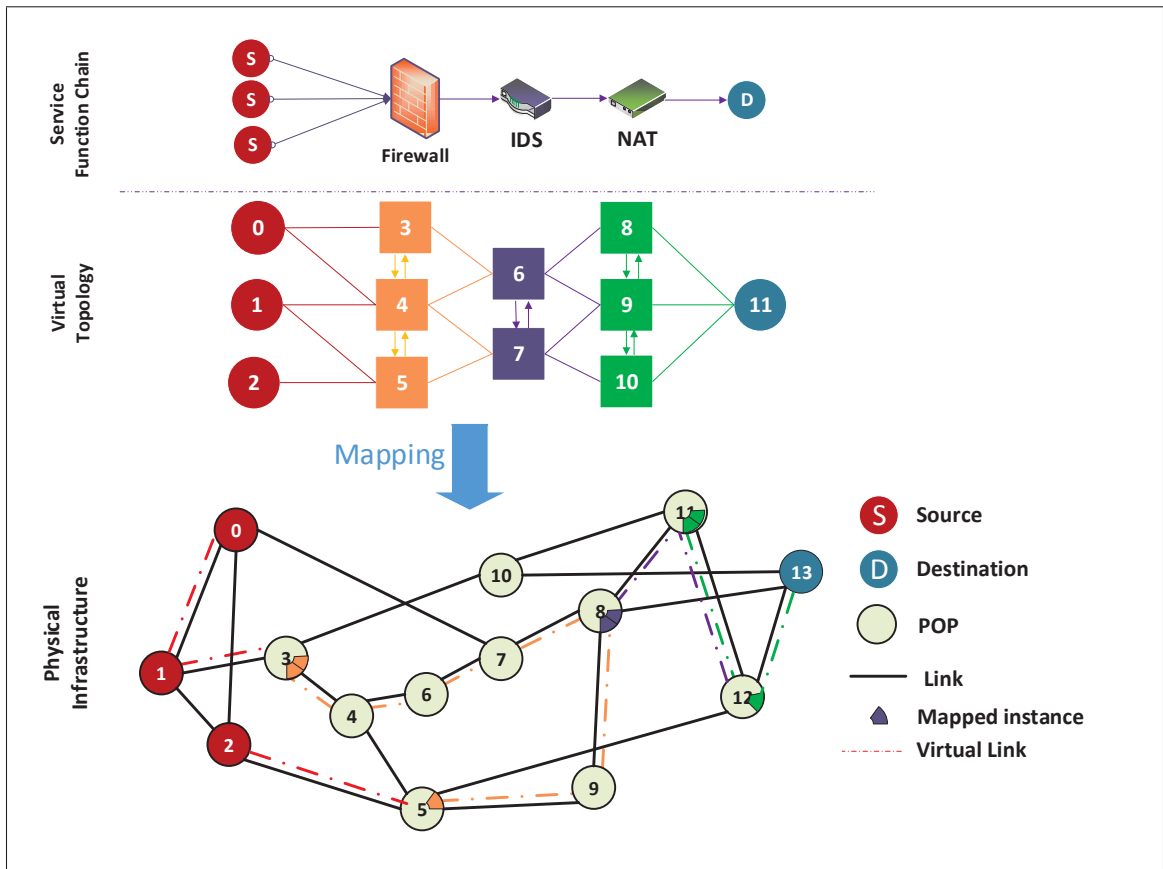 Service
Function Chain
S
S
S
Firewall
IDS
NAT
D
Virtual
Topology
0
1
2
3
4
5
6
7
8
9
10
11
Mapping
Physical
Infrastructure
0
1
2
3
4
5
6
7
8
9
10
11
12
13
S Source
D Destination
POP
Link
Mapped instance
Virtual Link